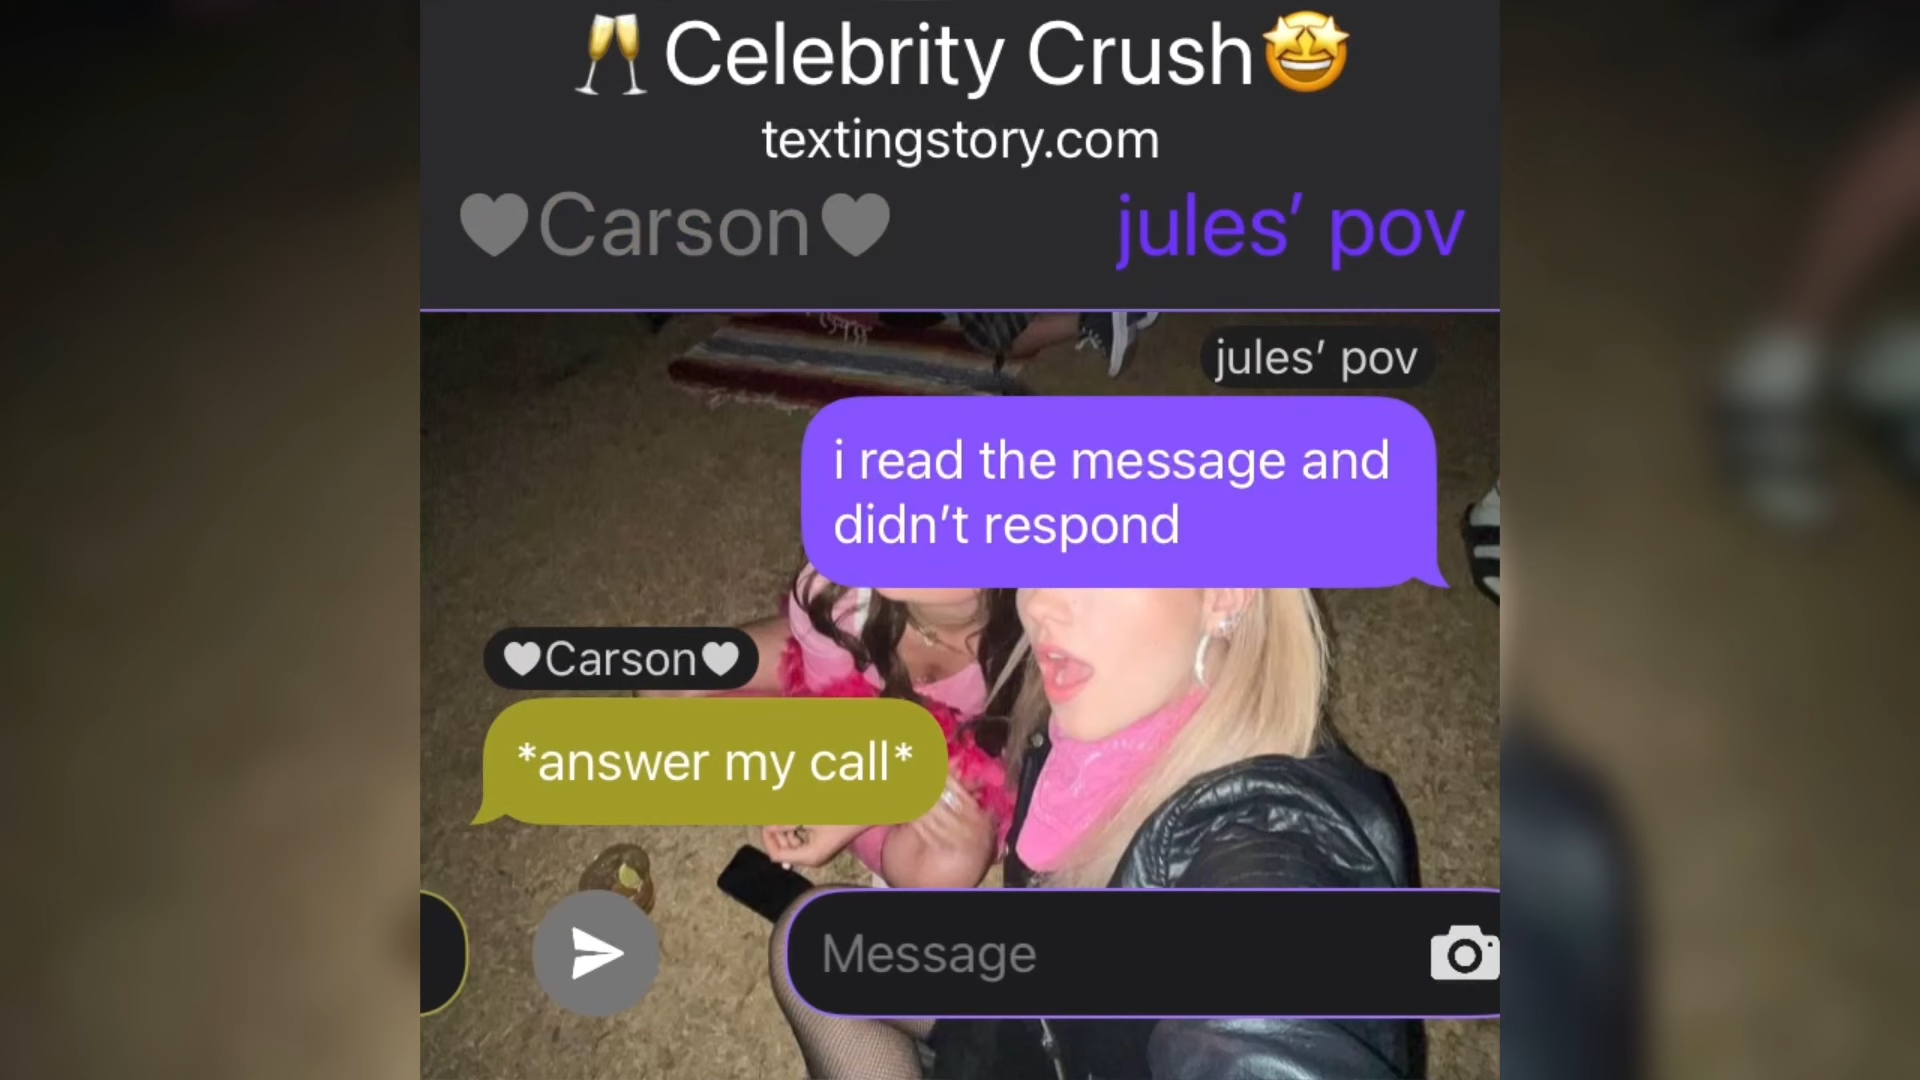 🥂Celebrity Crush🤩
textingstory.com
🤍Carson🤍 jules’ pov
jules’ pov
i read the message and
didn’t respond
🤍Carson🤍
*answer my call*
Message